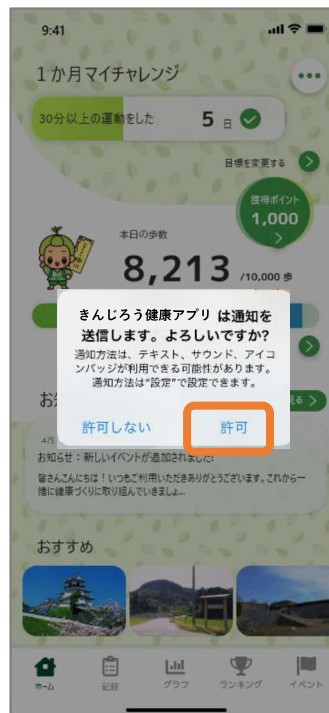 9:41
1か月マイチャレンジ
30分以上の運動をした 5 日
目標を変更する
獲得ポイント
1,000
本日の歩数
8,213 /10,000 歩
きんじろう健康アプリ は通知を
送信します。よろしいですか?
通知方法は、テキスト、サウンド、アイコ
ンバッジが利用できる可能性があります。
通知方法は"設定"で設定できます。
許可しない 許可
お知らせ:新しいイベントが追加されました!
皆さんこんにちは!いつもご利用いただきありがとうございます。これから一
緒に健康づくりに取り組んでいきましょ...
おすすめ
ホーム 記録 グラフ ランキング イベント